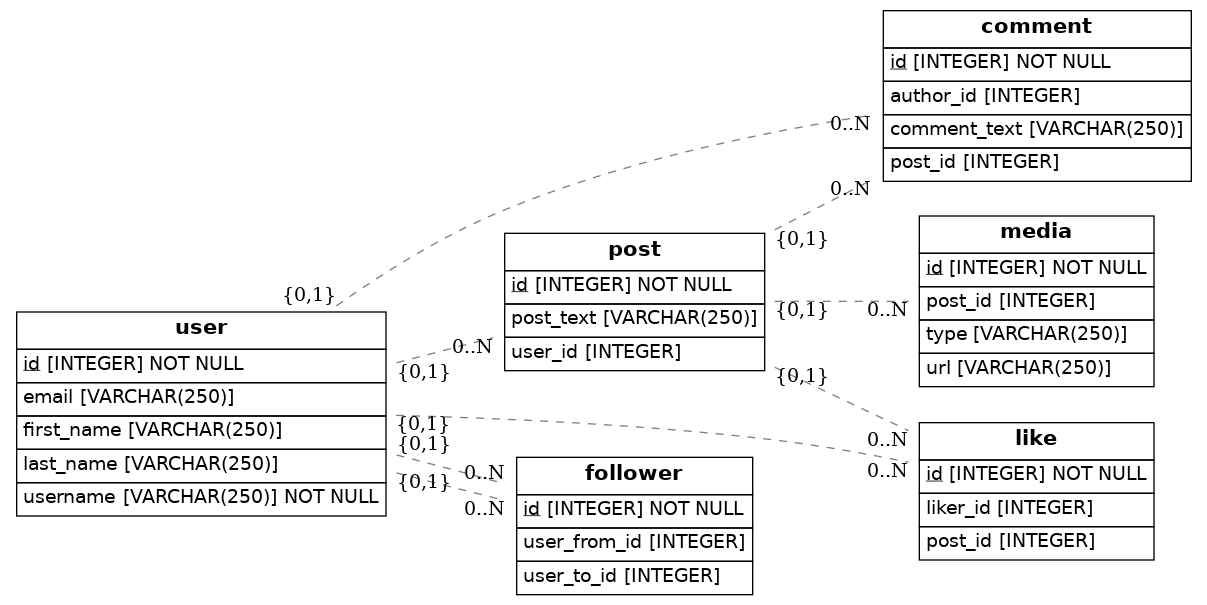 comment
id [INTEGER] NOT NULL
author_id [INTEGER]
comment_text [VARCHAR(250)]
post_id [INTEGER]
0..N
0..N
{0,1}
media
id [INTEGER] NOT NULL
post_id [INTEGER]
type [VARCHAR(250)]
url [VARCHAR(250)]
0..N
{0,1}
post
id [INTEGER] NOT NULL
post_text [VARCHAR(250)]
user_id [INTEGER]
{0,1}
0..N
{0,1}
user
id [INTEGER] NOT NULL
email [VARCHAR(250)]
first_name [VARCHAR(250)]
last_name [VARCHAR(250)]
username [VARCHAR(250)] NOT NULL
{0,1}
{0,1}
{0,1}
{0,1}
0..N
0..N
follower
id [INTEGER] NOT NULL
user_from_id [INTEGER]
user_to_id [INTEGER]
0..N
0..N
like
id [INTEGER] NOT NULL
liker_id [INTEGER]
post_id [INTEGER]